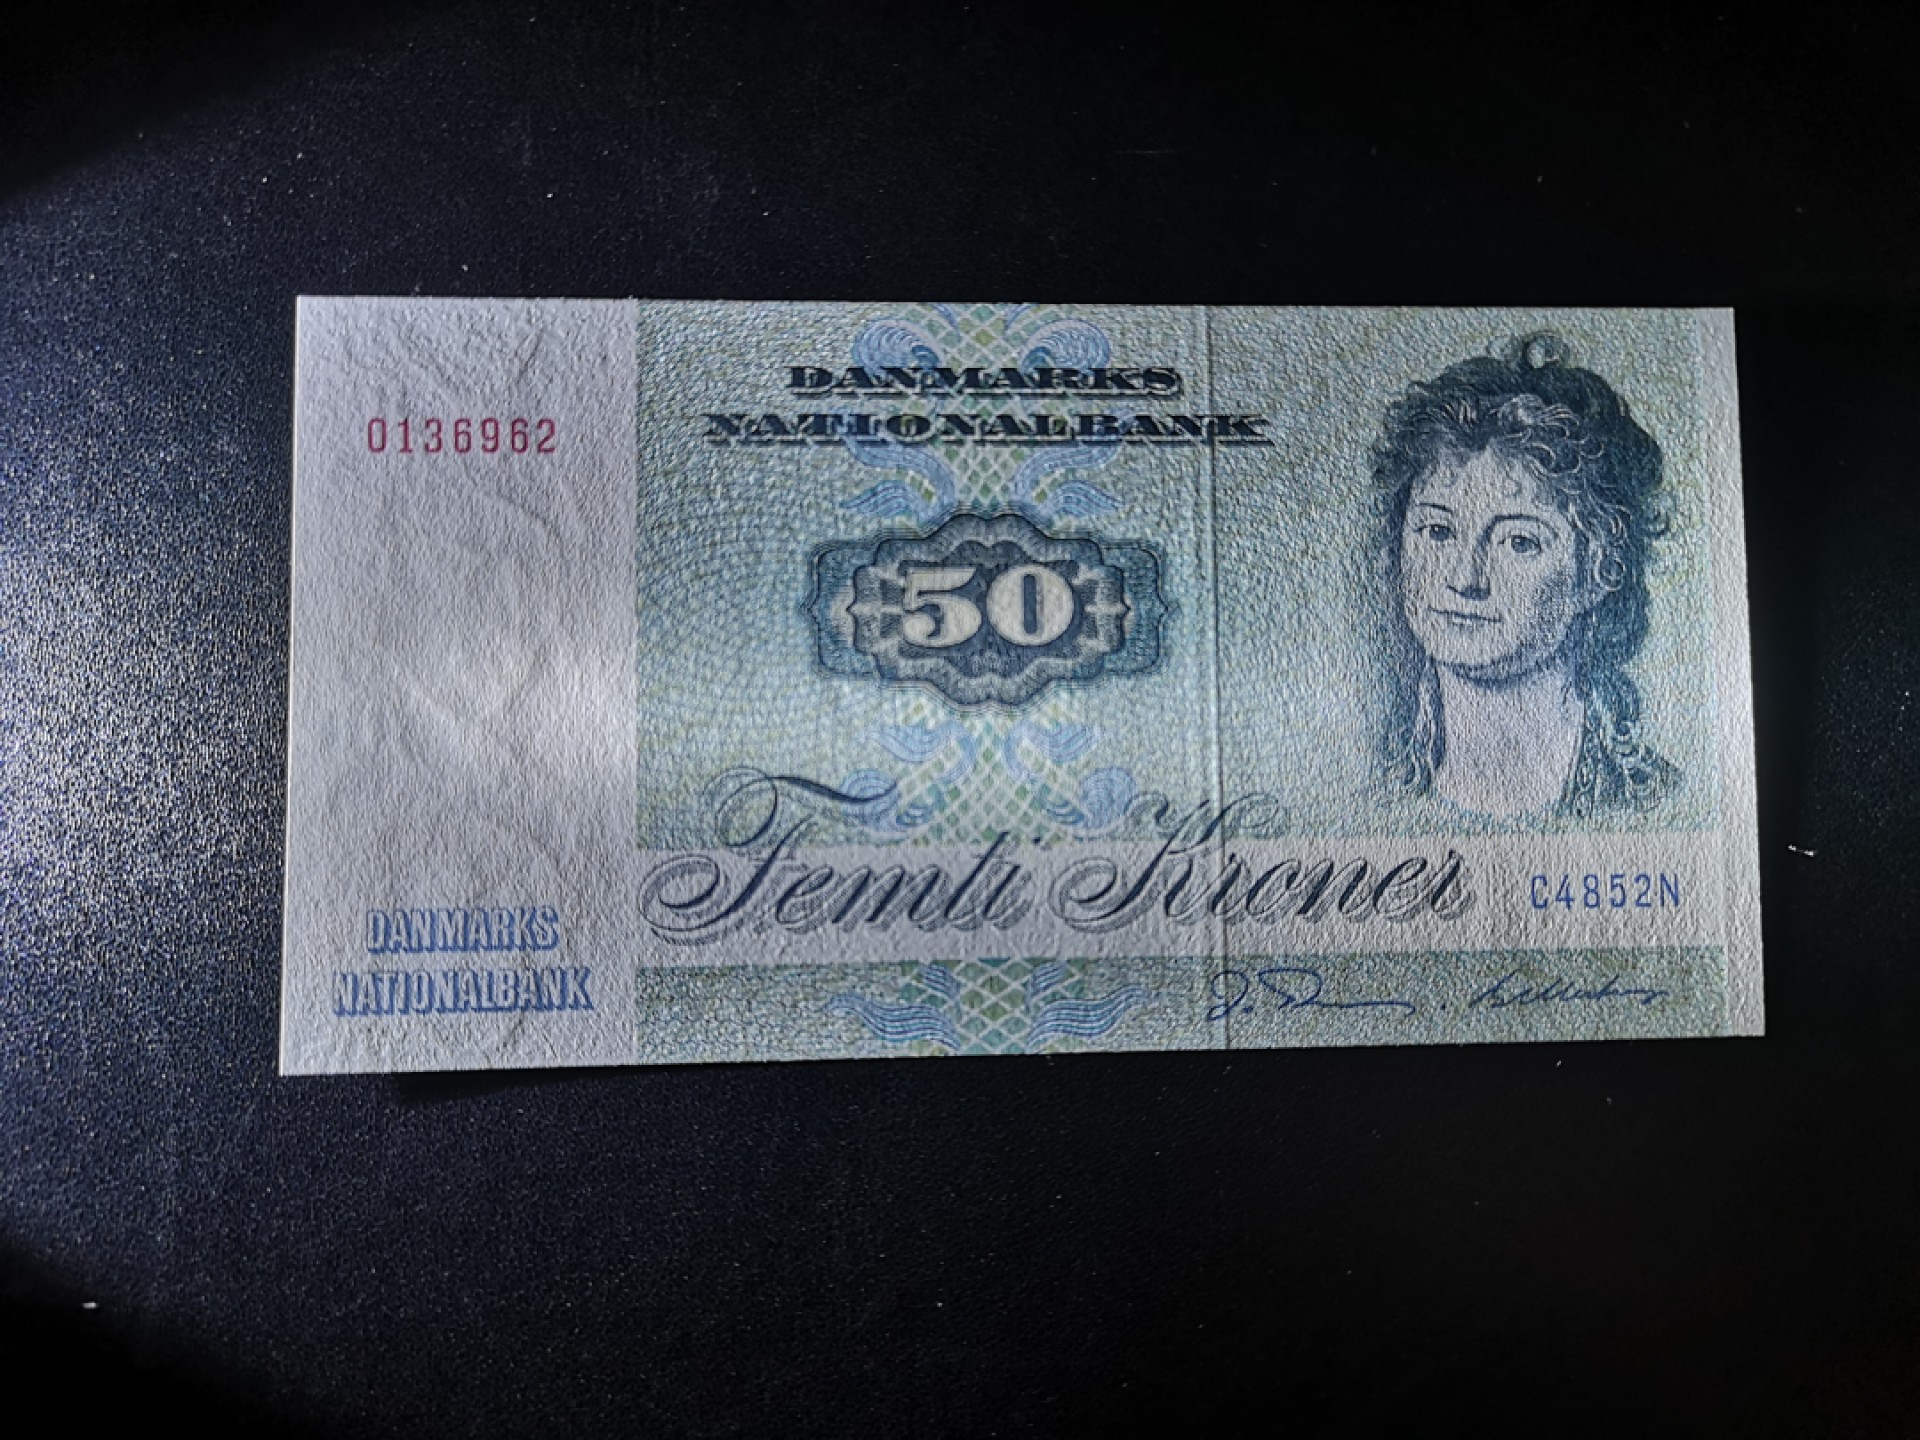 DANMARKS
NATIONALBANK
0136962
50
Femti Kroner
C4852N
DANMARKS
NATIONALBANK